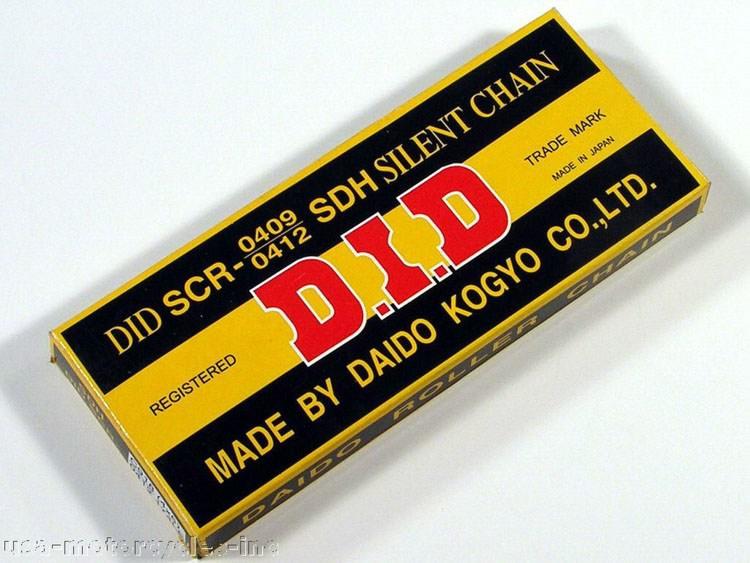 DID SCR-0409/0412 SDH SILENT CHAIN
REGISTERED
D.I.D
TRADE MARK
MADE IN JAPAN
MADE BY DAIDO KOGYO CO.,LTD.
DAIDO ROLLER CHAIN
usa-motorcycles-inc